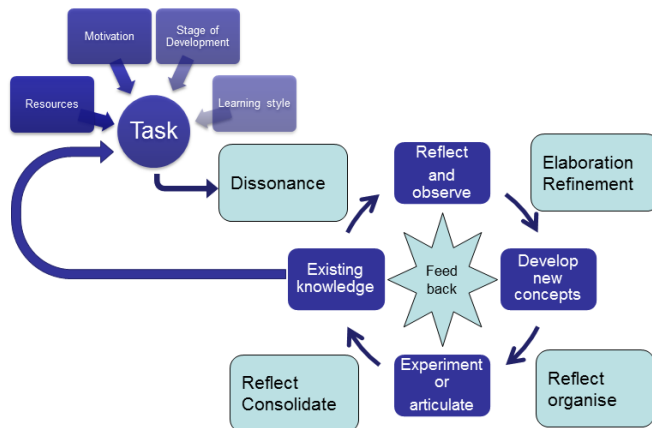 Motivation
Stage of
Development
Resources
Learning style
Task
Dissonance
Reflect
and
observe
Elaboration
Refinement
Existing
knowledge
Feed
back
Develop
new
concepts
Reflect
Consolidate
Experiment
or
articulate
Reflect
organise